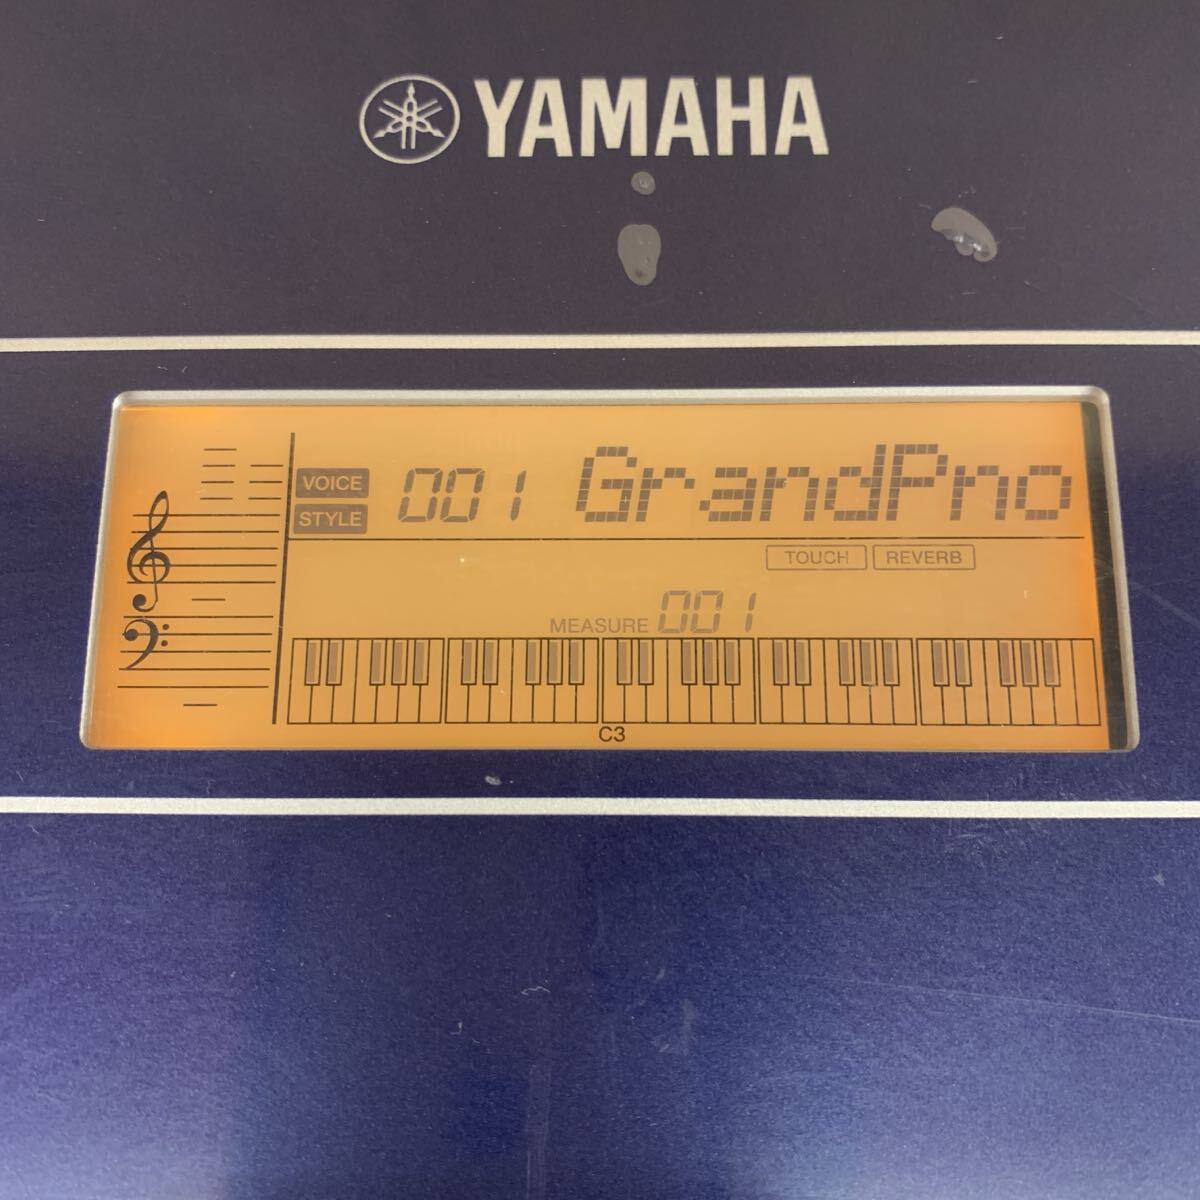 YAMAHA
VOICE
STYLE
001 GrandPno
TOUCH REVERB
MEASURE 001
C3